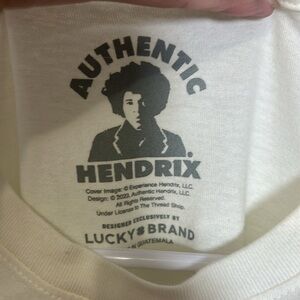 AUTHENTIC
HENDRIX.
Cover Image: © Experience Hendrix, LLC.
Design: © 2023, Authentic Hendrix, LLC.
All Rights Reserved.
Under License to The Thread Shop.
DESIGNED EXCLUSIVELY BY
LUCKY BRAND
GUATEMALA